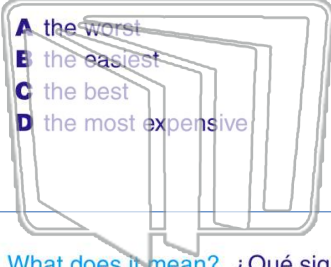 A the worst
B the easiest
C the best
D the most expensive
What does it mean? ¿Qué sig